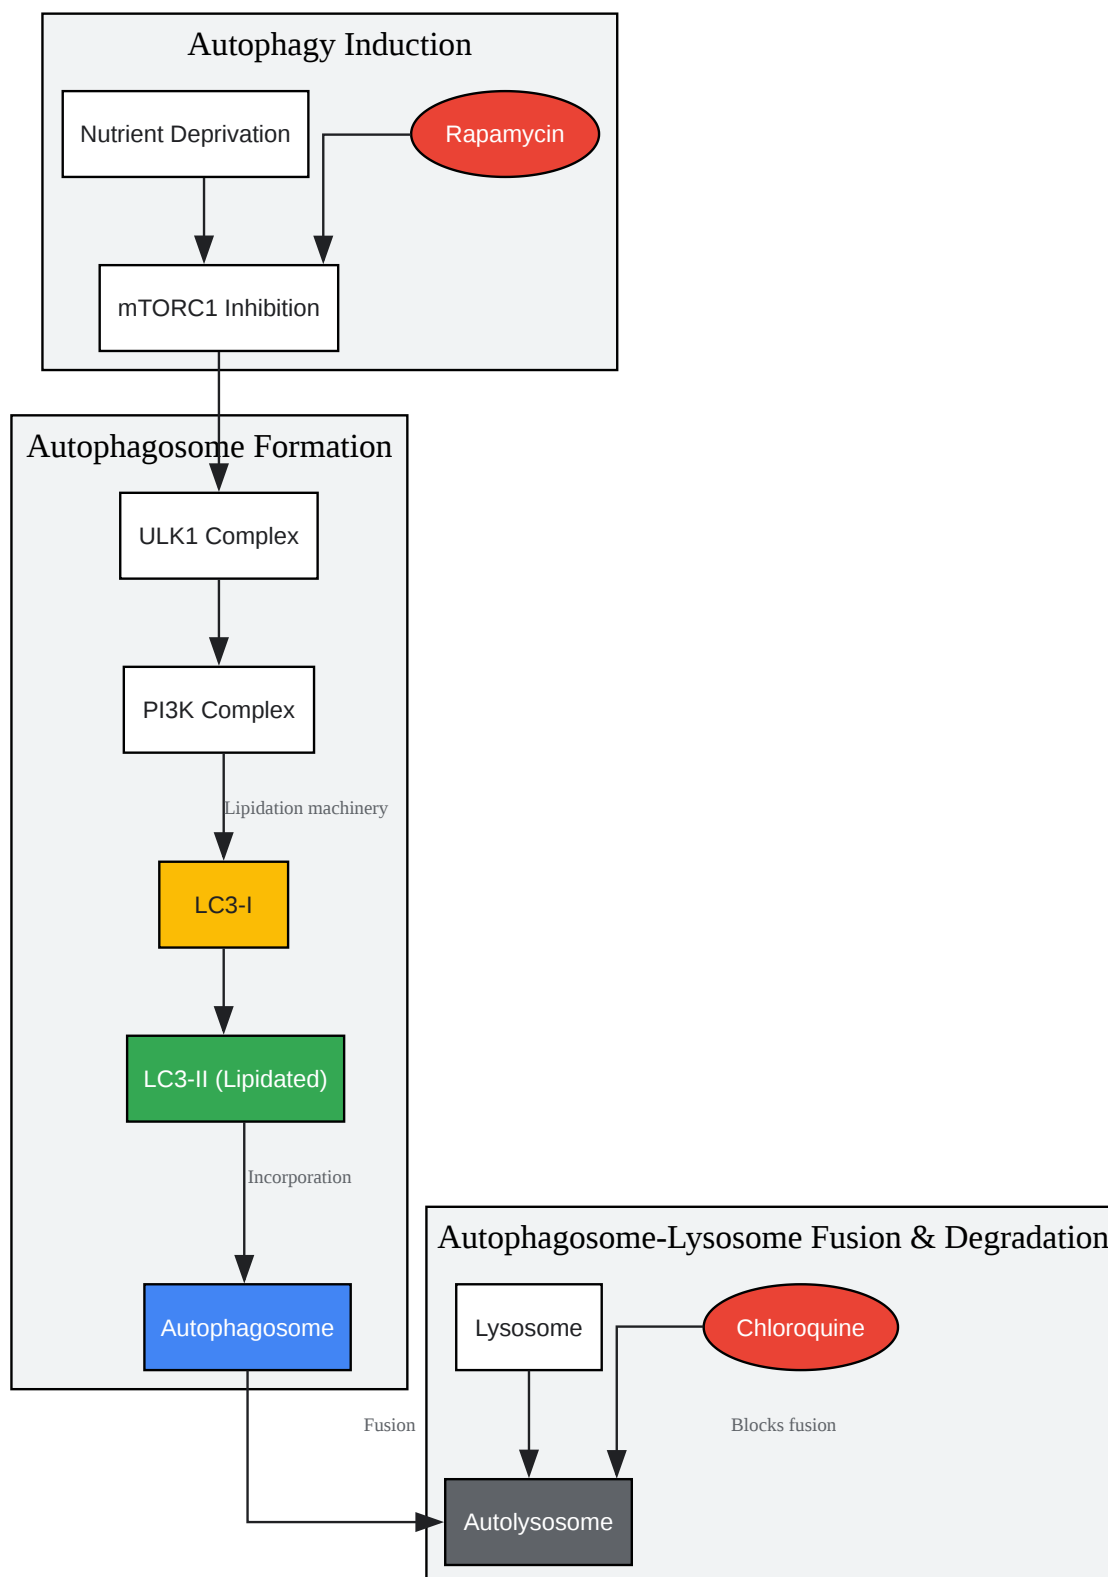 Autophagy Induction
Nutrient Deprivation
Rapamycin
mTORC1 Inhibition
Autophagosome Formation
ULK1 Complex
PI3K Complex
Lipidation machinery
LC3-I
LC3-II (Lipidated)
Incorporation
Autophagosome
Autophagosome-Lysosome Fusion & Degradation
Lysosome
Chloroquine
Fusion
Blocks fusion
Autolysosome